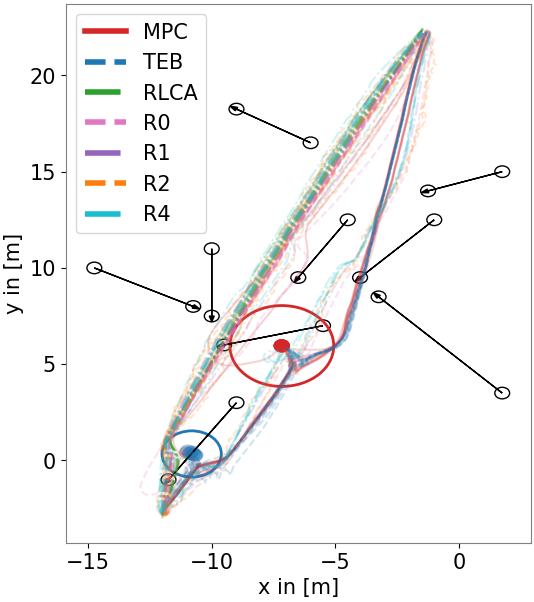 MPC
TEB
RLCA
R0
R1
R2
R4
20
15
10
5
0
−15
−10
−5
0
y in [m]
x in [m]